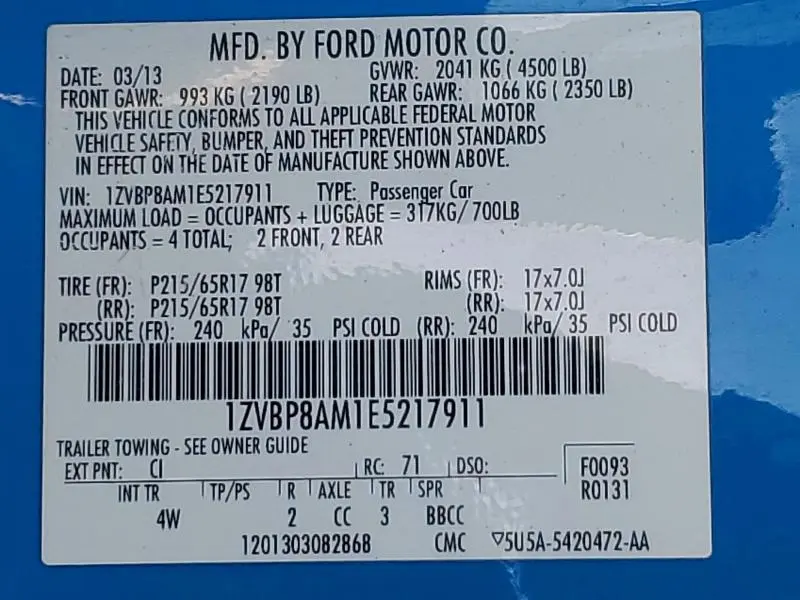 MFD. BY FORD MOTOR CO.
DATE: 03/13 GVWR: 2041 KG ( 4500 LB)
FRONT GAWR: 993 KG ( 2190 LB) REAR GAWR: 1066 KG ( 2350 LB)
THIS VEHICLE CONFORMS TO ALL APPLICABLE FEDERAL MOTOR
VEHICLE SAFETY, BUMPER, AND THEFT PREVENTION STANDARDS
IN EFFECT ON THE DATE OF MANUFACTURE SHOWN ABOVE.
VIN: 1ZVBP8AM1E5217911 TYPE: Passenger Car
MAXIMUM LOAD = OCCUPANTS + LUGGAGE = 317KG/ 700LB
OCCUPANTS = 4 TOTAL; 2 FRONT, 2 REAR
TIRE (FR): P215/65R17 98T RIMS (FR): 17x7.0J
(RR): P215/65R17 98T (RR): 17x7.0J
PRESSURE (FR): 240 kPa/ 35 PSI COLD (RR): 240 kPa/ 35 PSI COLD
1ZVBP8AM1E5217911
TRAILER TOWING - SEE OWNER GUIDE
EXT PNT: CI RC: 71 DSO: F0093
INT TR TP/PS R AXLE TR SPR R0131
4W 2 CC 3 BBCC
12013030828​6B CMC ▽5U5A-5420472-AA